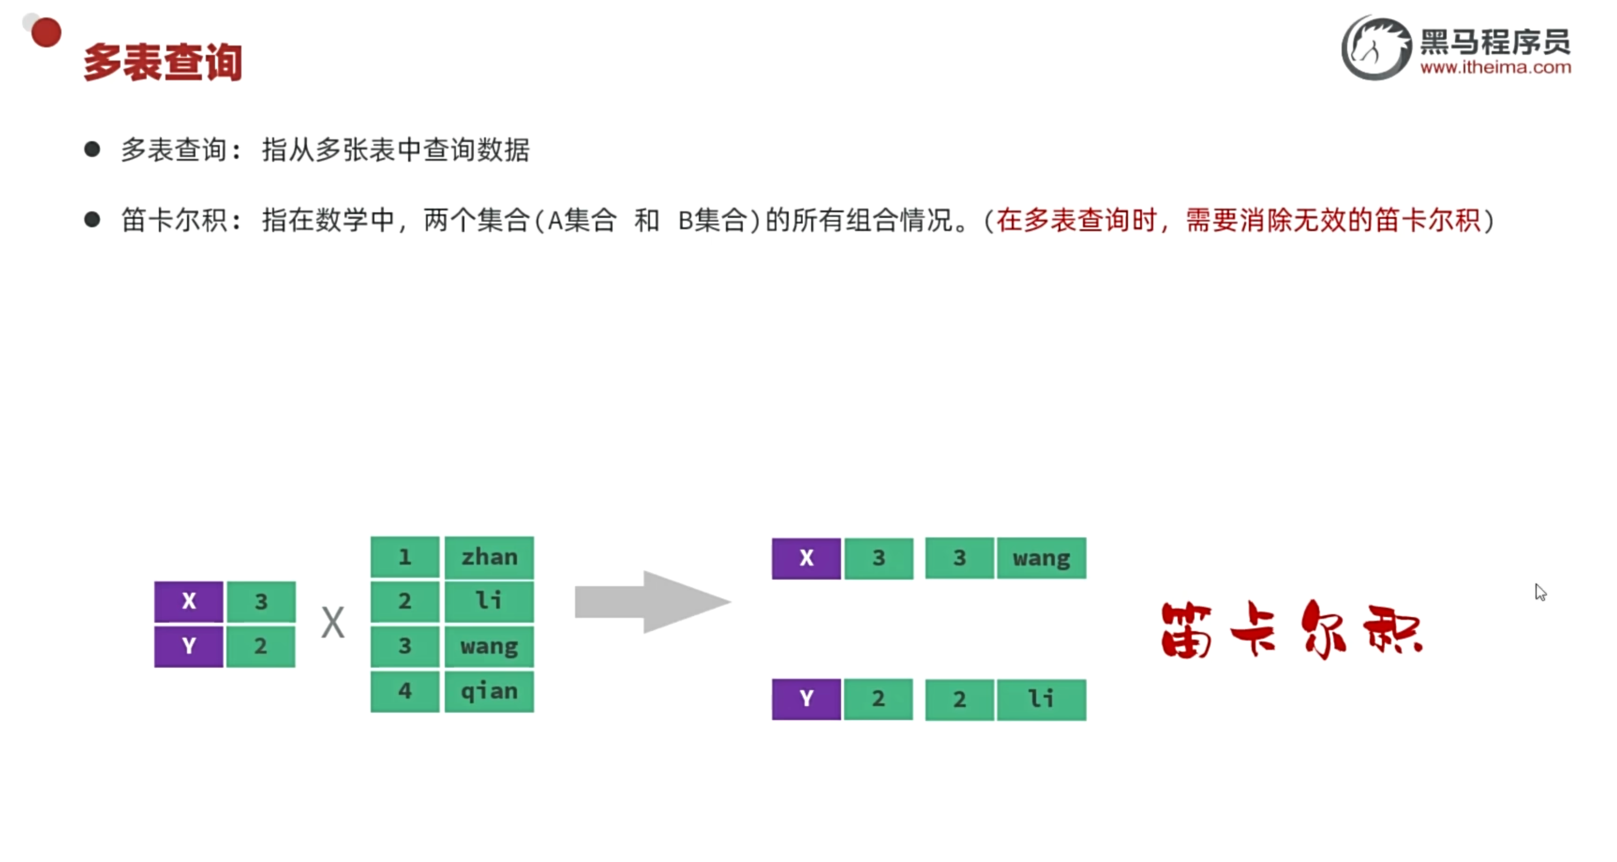 多表查询
黑马程序员
www.itheima.com
多表查询: 指从多张表中查询数据
笛卡尔积: 指在数学中, 两个集合(A集合 和 B集合)的所有组合情况。(在多表查询时, 需要消除无效的笛卡尔积)
X 3
Y 2
X
1 zhan
2 li
3 wang
4 qian
X 3 3 wang
Y 2 2 li
笛卡尔积